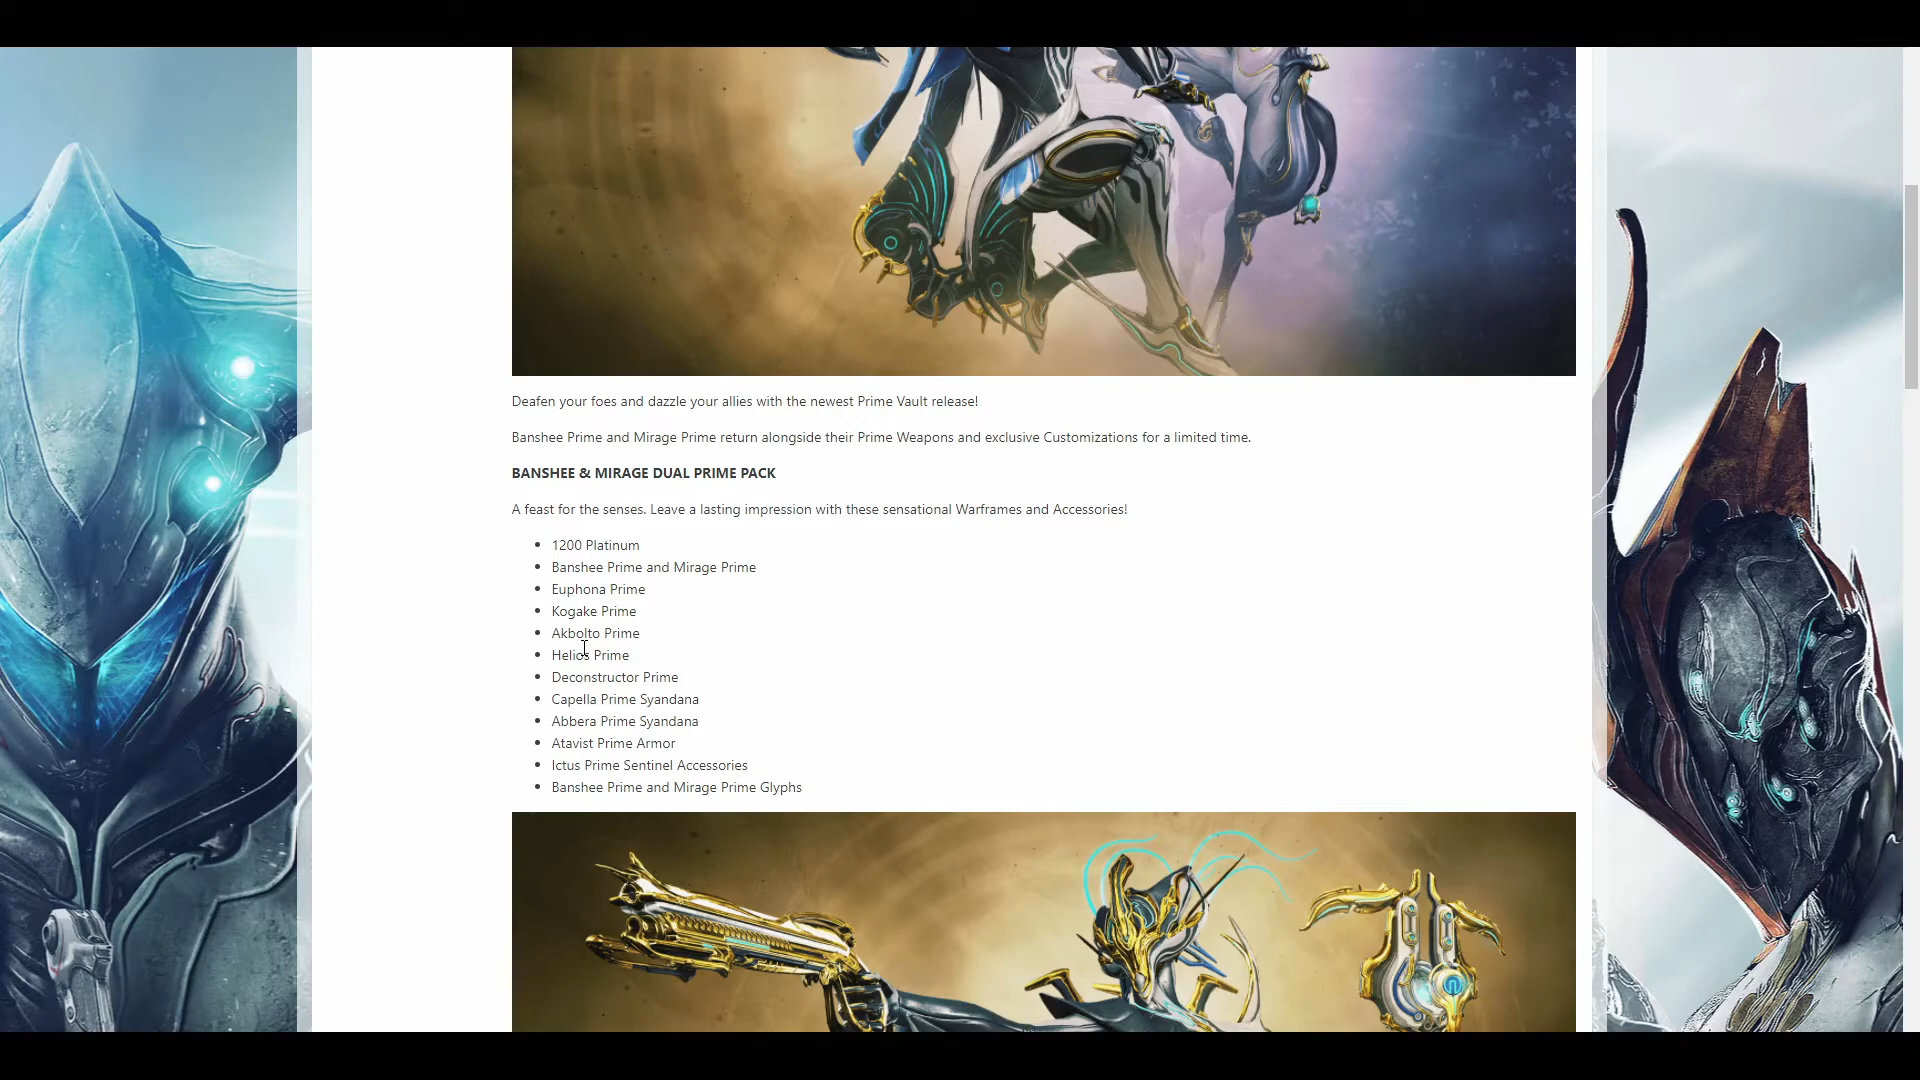 Deafen your foes and dazzle your allies with the newest Prime Vault release!
Banshee Prime and Mirage Prime return alongside their Prime Weapons and exclusive Customizations for a limited time.
BANSHEE & MIRAGE DUAL PRIME PACK
A feast for the senses. Leave a lasting impression with these sensational Warframes and Accessories!
1200 Platinum
Banshee Prime and Mirage Prime
Euphona Prime
Kogake Prime
Akbolto Prime
Helios Prime
Deconstructor Prime
Capella Prime Syandana
Abbera Prime Syandana
Atavist Prime Armor
Ictus Prime Sentinel Accessories
Banshee Prime and Mirage Prime Glyphs